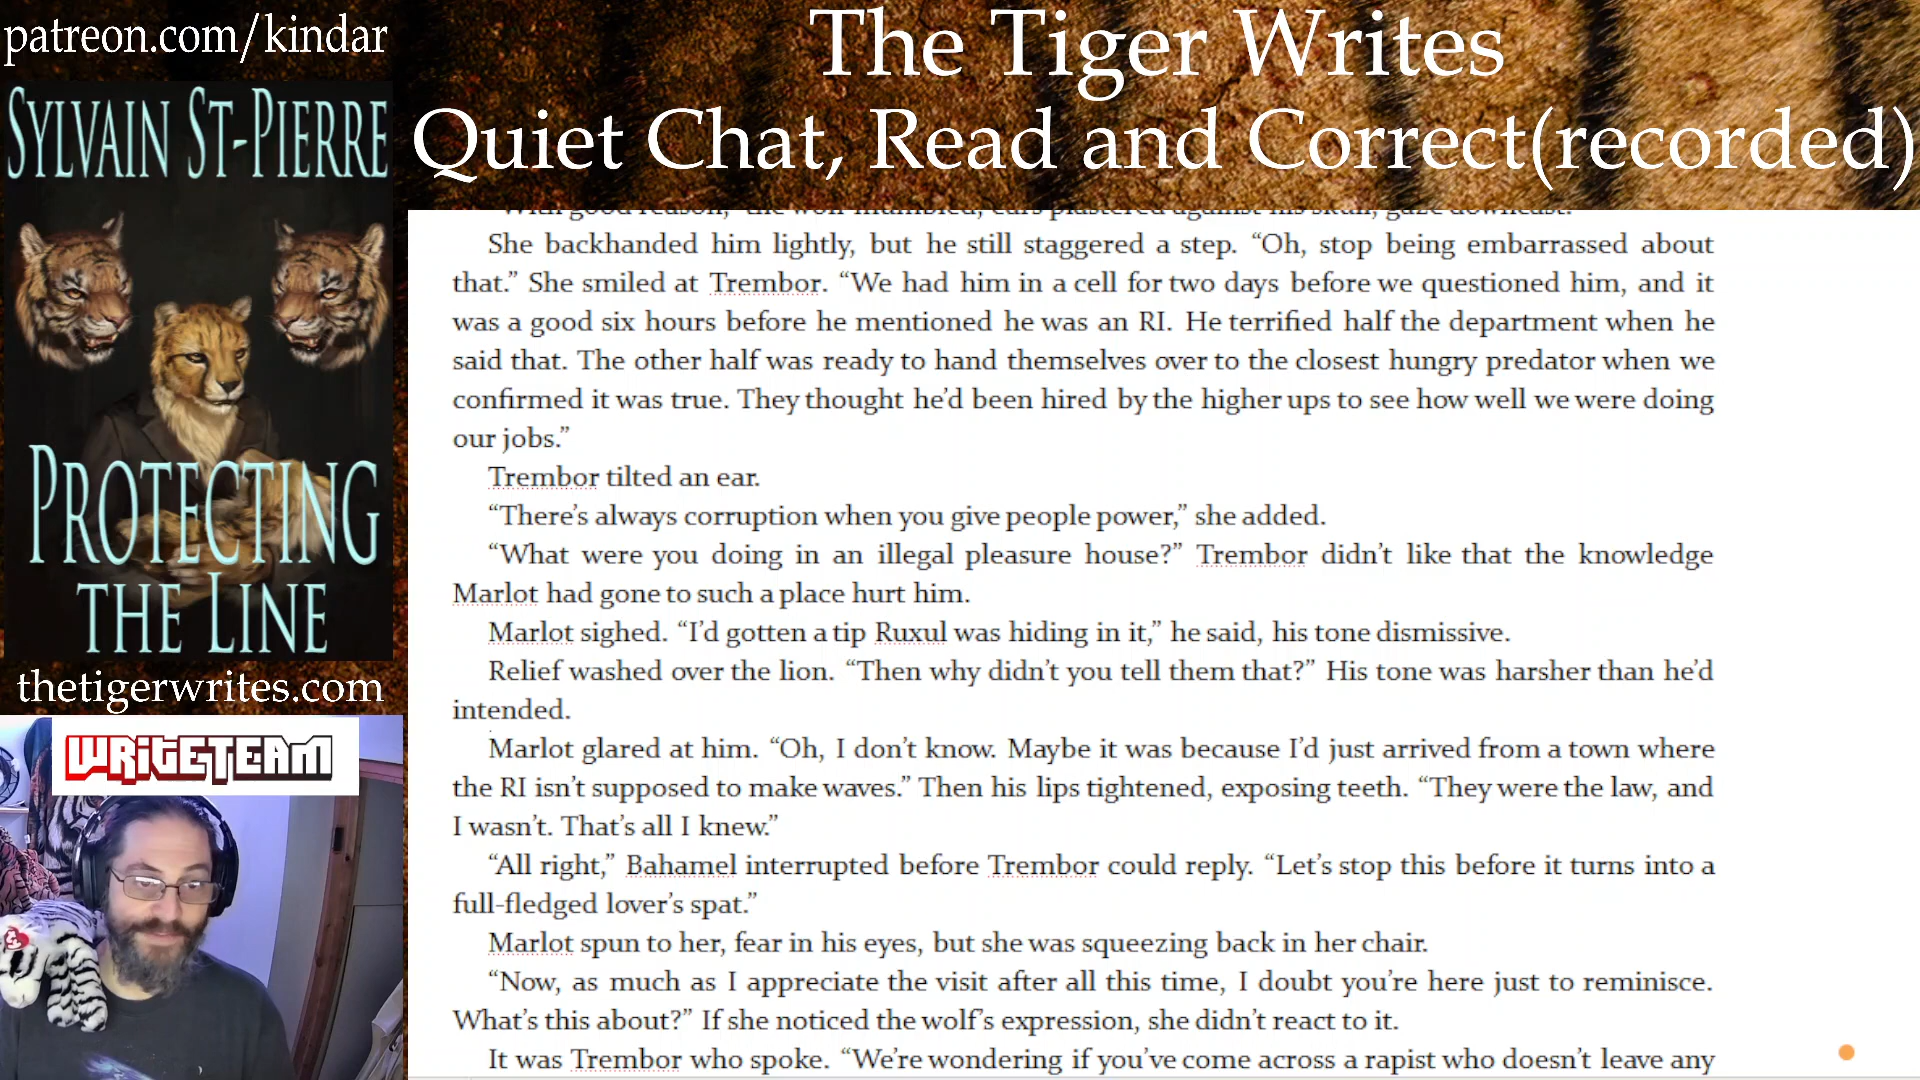 patreon.com/kindar
SYLVAIN ST-PIERRE
PROTECTING
THE LINE
thetigerwrites.com
WRITETEAM
The Tiger Writes
Quiet Chat, Read and Correct(recorded)
“With good reason,” the wolf mumbled, ears plastered against his skull, gaze downcast.
She backhanded him lightly, but he still staggered a step. “Oh, stop being embarrassed about
that.” She smiled at Trembor. “We had him in a cell for two days before we questioned him, and it
was a good six hours before he mentioned he was an RI. He terrified half the department when he
said that. The other half was ready to hand themselves over to the closest hungry predator when we
confirmed it was true. They thought he’d been hired by the higher ups to see how well we were doing
our jobs.”
Trembor tilted an ear.
“There’s always corruption when you give people power,” she added.
“What were you doing in an illegal pleasure house?” Trembor didn’t like that the knowledge
Marlot had gone to such a place hurt him.
Marlot sighed. “I’d gotten a tip Ruxul was hiding in it,” he said, his tone dismissive.
Relief washed over the lion. “Then why didn’t you tell them that?” His tone was harsher than he’d
intended.
Marlot glared at him. “Oh, I don’t know. Maybe it was because I’d just arrived from a town where
the RI isn’t supposed to make waves.” Then his lips tightened, exposing teeth. “They were the law, and
I wasn’t. That’s all I knew.”
“All right,” Bahamel interrupted before Trembor could reply. “Let’s stop this before it turns into a
full-fledged lover’s spat.”
Marlot spun to her, fear in his eyes, but she was squeezing back in her chair.
“Now, as much as I appreciate the visit after all this time, I doubt you’re here just to reminisce.
What’s this about?” If she noticed the wolf’s expression, she didn’t react to it.
It was Trembor who spoke. “We’re wondering if you’ve come across a rapist who doesn’t leave any